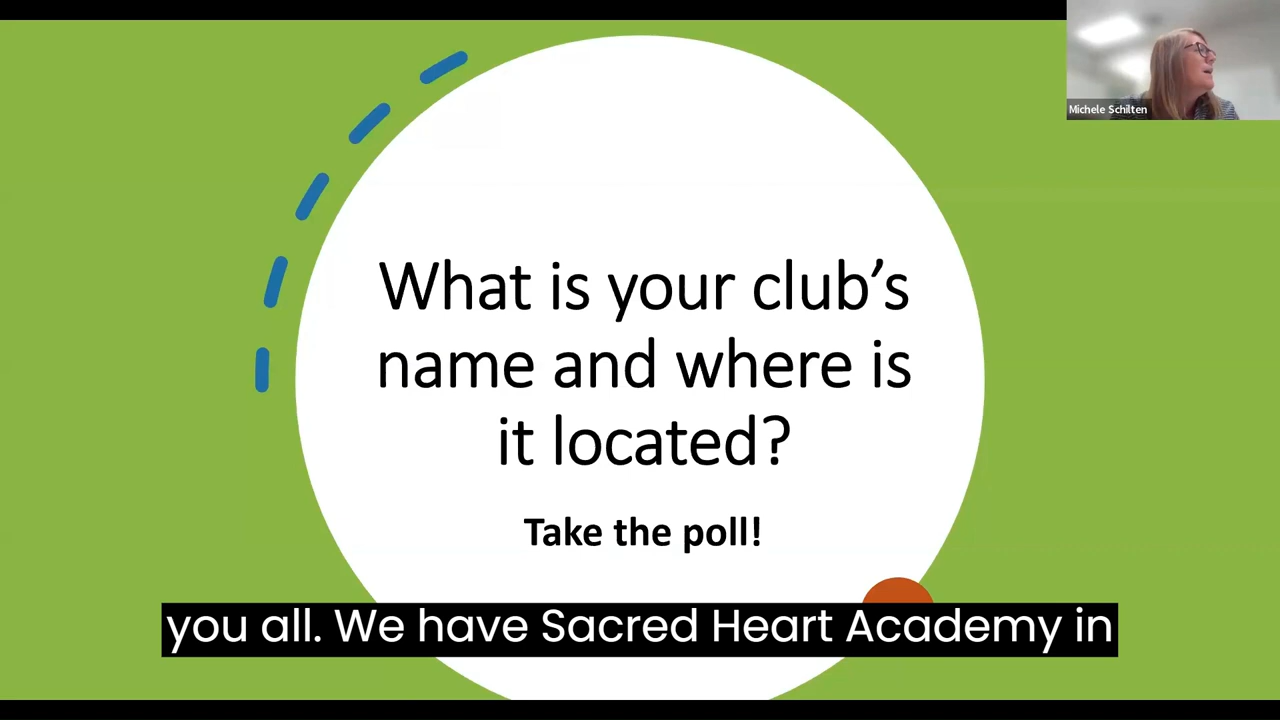 Michele Schilten
What is your club’s
name and where is
it located?
Take the poll!
you all. We have Sacred Heart Academy in